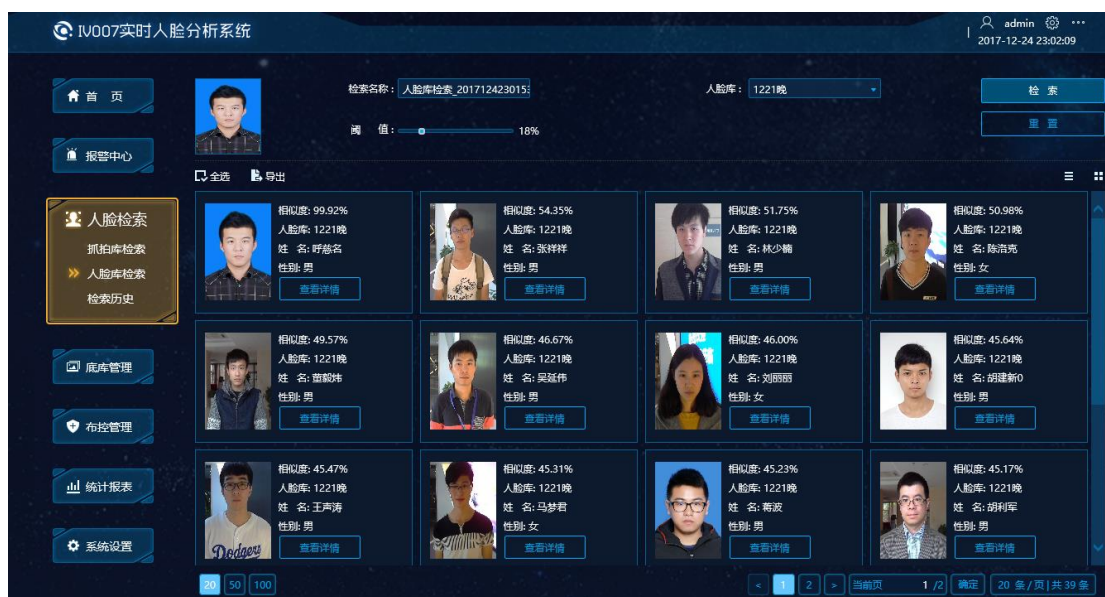 IV007实时人脸分析系统
admin
2017-12-24 23:02:09
首 页
报警中心
人脸检索
抓拍库检索
人脸库检索
检索历史
底库管理
布控管理
统计报表
系统设置
检索名称: 人脸库检索_201712423015:
人脸库: 1221晚
检 索
阈 值: 18%
重 置
全选 导出
相似度: 99.92%
人脸库: 1221晚
姓 名: 呼慈名
性别: 男
查看详情
相似度: 54.35%
人脸库: 1221晚
姓 名: 张祥祥
性别: 男
查看详情
相似度: 51.75%
人脸库: 1221晚
姓 名: 林少楠
性别: 男
查看详情
相似度: 50.98%
人脸库: 1221晚
姓 名: 陈浩克
性别: 女
查看详情
相似度: 49.57%
人脸库: 1221晚
姓 名: 董毅炜
性别: 男
查看详情
相似度: 46.67%
人脸库: 1221晚
姓 名: 吴延伟
性别: 男
查看详情
相似度: 46.00%
人脸库: 1221晚
姓 名: 刘丽丽
性别: 女
查看详情
相似度: 45.64%
人脸库: 1221晚
姓 名: 胡建新0
性别: 男
查看详情
相似度: 45.47%
人脸库: 1221晚
姓 名: 王声涛
性别: 男
查看详情
Dodgers
相似度: 45.31%
人脸库: 1221晚
姓 名: 马梦君
性别: 女
查看详情
相似度: 45.23%
人脸库: 1221晚
姓 名: 蒋波
性别: 男
查看详情
相似度: 45.17%
人脸库: 1221晚
姓 名: 胡利军
性别: 男
查看详情
20 50 100
< 1 2 > 当前页 1 /2 确定 20 条/页|共39条